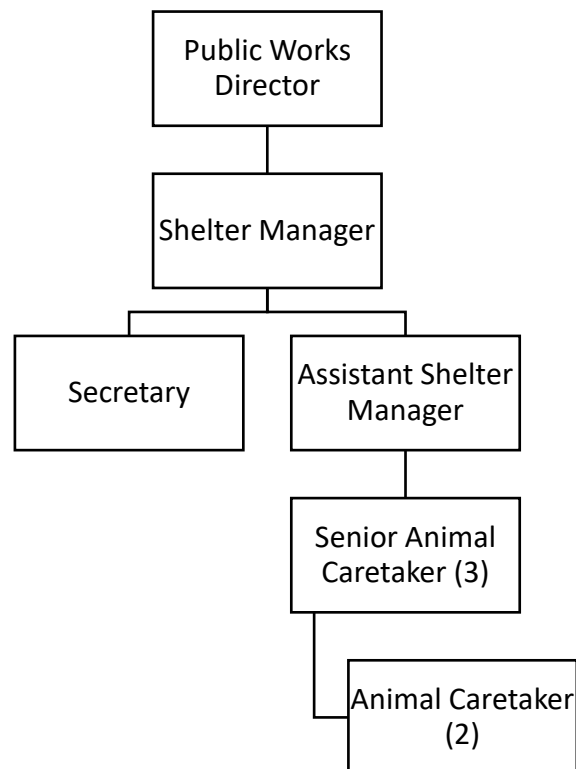 Public Works
Director
Shelter Manager
Secretary
Assistant Shelter
Manager
Senior Animal
Caretaker (3)
Animal Caretaker
(2)